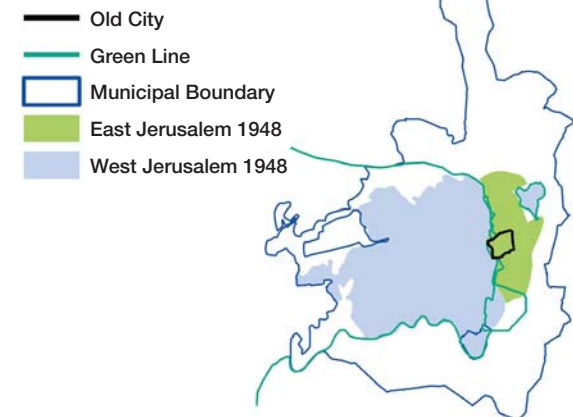 Old City
Green Line
Municipal Boundary
East Jerusalem 1948
West Jerusalem 1948